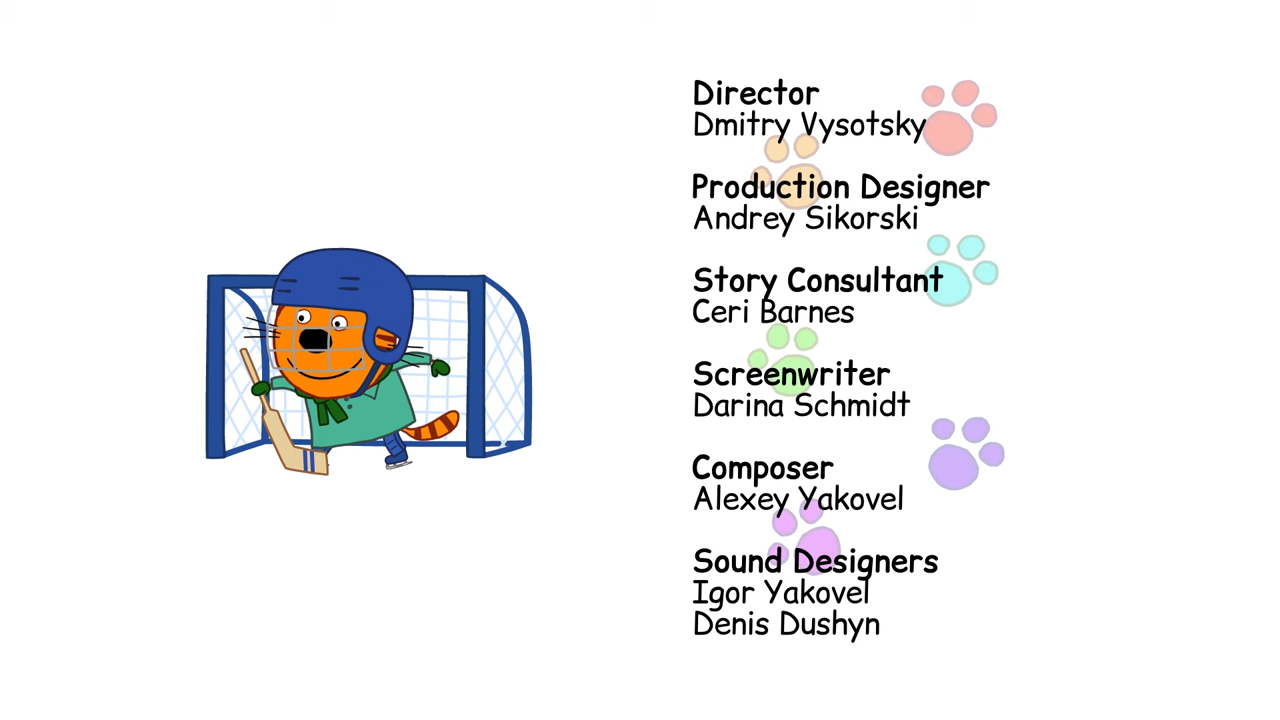 Director
Dmitry Vysotsky
Production Designer
Andrey Sikorski
Story Consultant
Ceri Barnes
Screenwriter
Darina Schmidt
Composer
Alexey Yakovel
Sound Designers
Igor Yakovel
Denis Dushyn